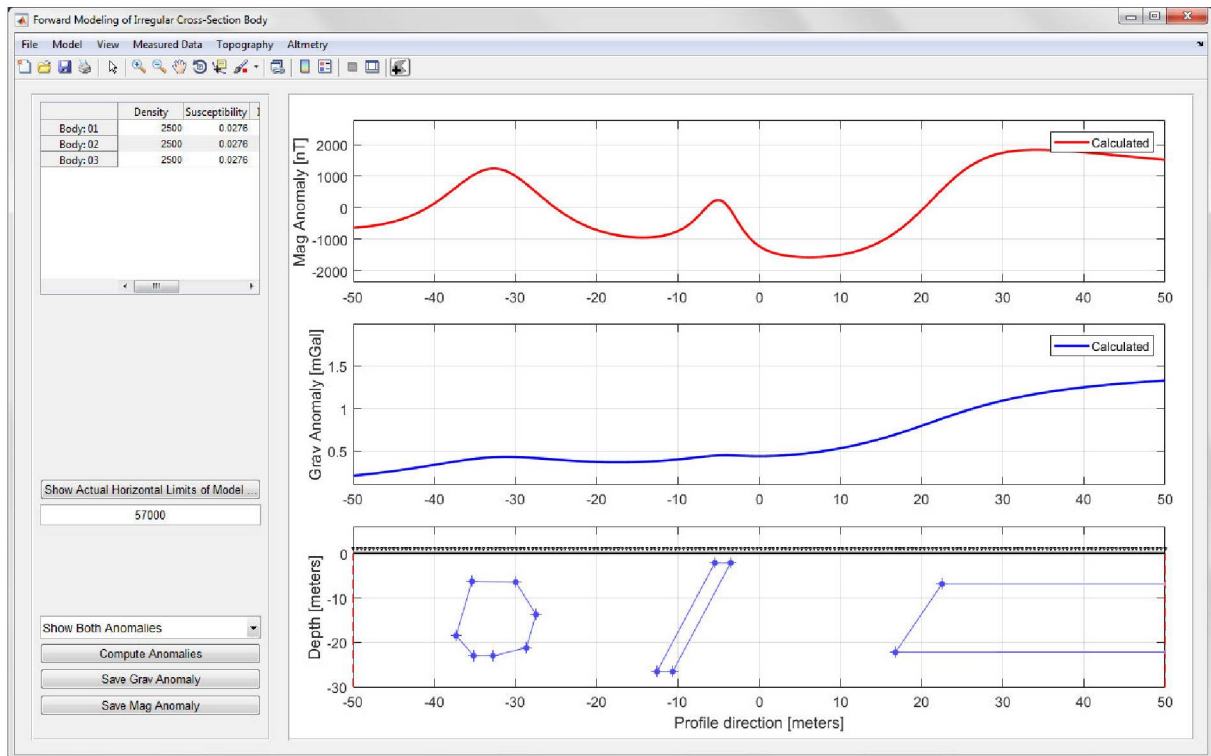 Forward Modeling of Irregular Cross-Section Body
File Model View Measured Data Topography Altmetry
Density Susceptibility
Body: 01 2500 0.0276
Body: 02 2500 0.0276
Body: 03 2500 0.0276
Show Actual Horizontal Limits of Model ...
57000
Show Both Anomalies
Compute Anomalies
Save Grav Anomaly
Save Mag Anomaly
Mag Anomaly [nT]
2000
1000
0
-1000
-2000
Calculated
-50 -40 -30 -20 -10 0 10 20 30 40 50
Grav Anomaly [mGal]
1.5
1
0.5
Calculated
-50 -40 -30 -20 -10 0 10 20 30 40 50
Depth [meters]
0
-10
-20
-30
-50 -40 -30 -20 -10 0 10 20 30 40 50
Profile direction [meters]